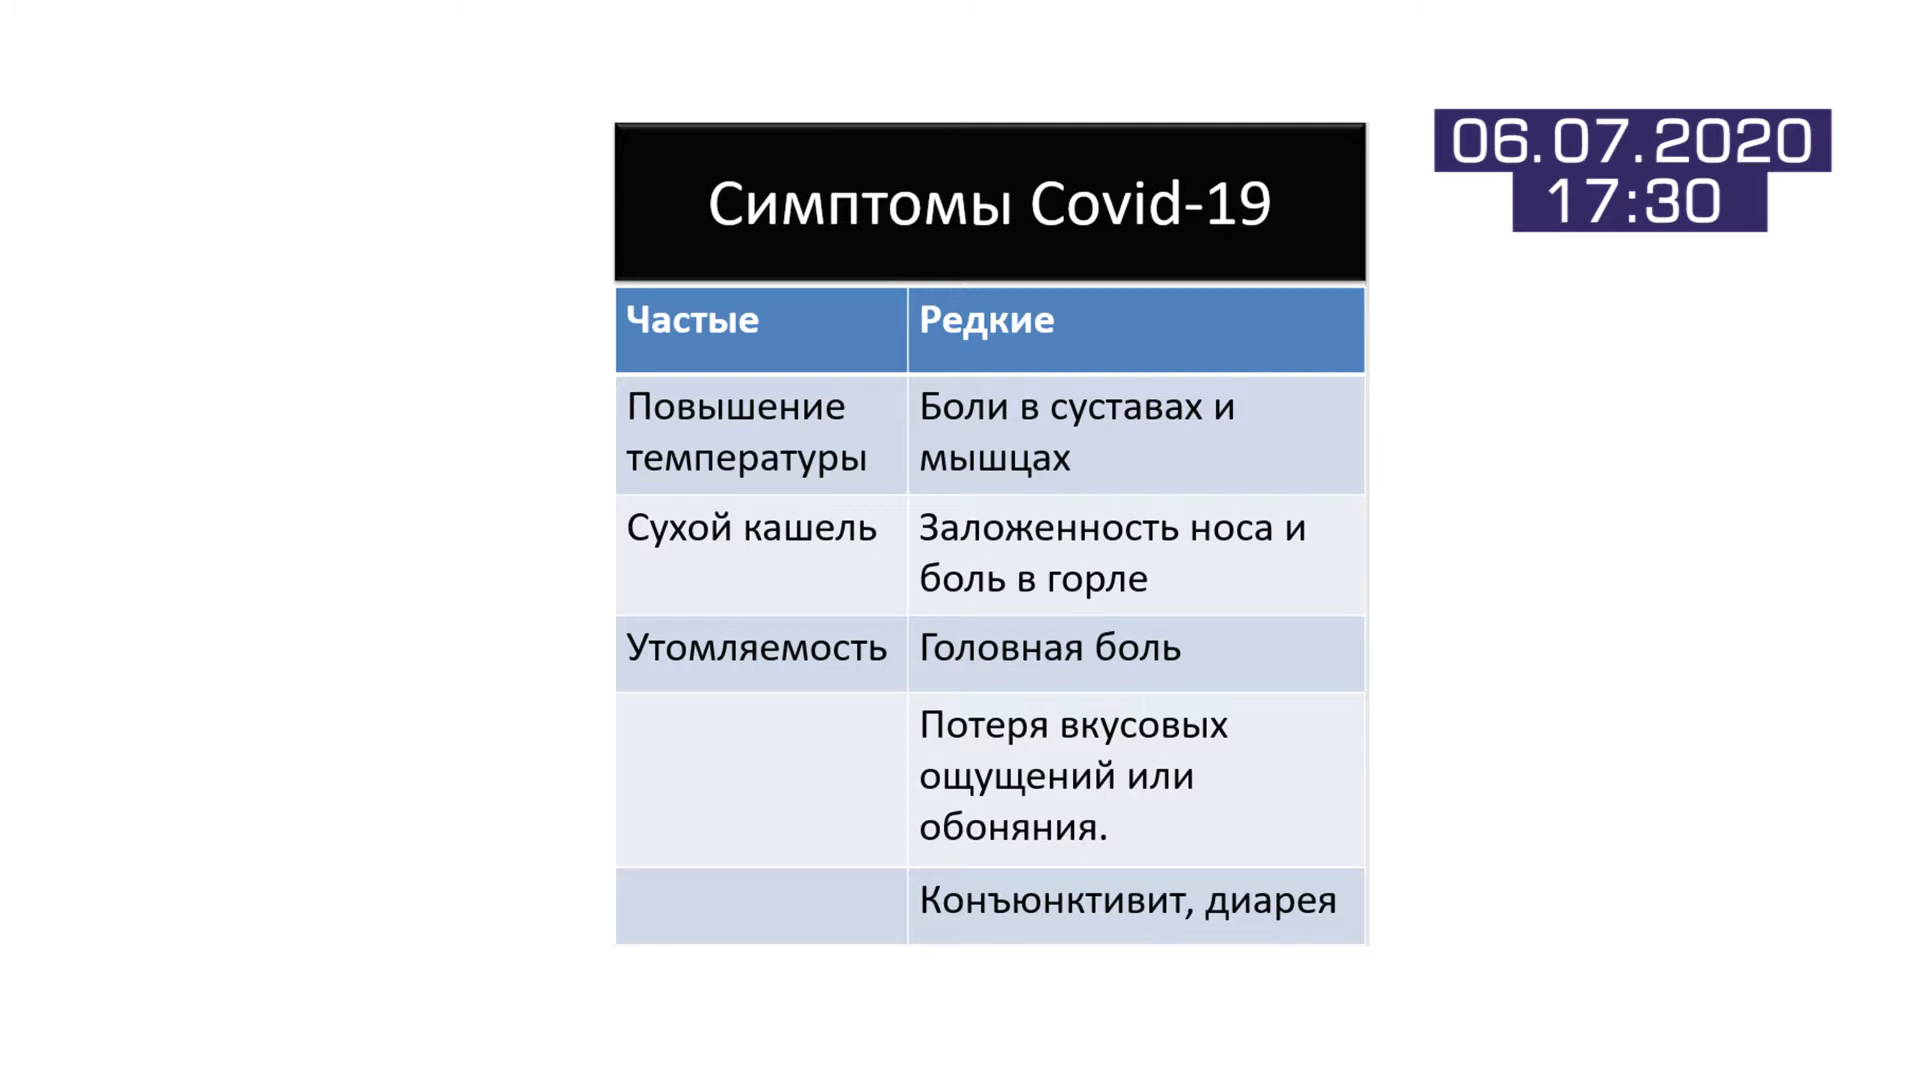 06.07.2020
17:30
Симптомы Covid-19
Частые
Редкие
Повышение
температуры
Боли в суставах и
мышцах
Сухой кашель
Заложенность носа и
боль в горле
Утомляемость
Головная боль
Потеря вкусовых
ощущений или
обоняния.
Конъюнктивит, диарея